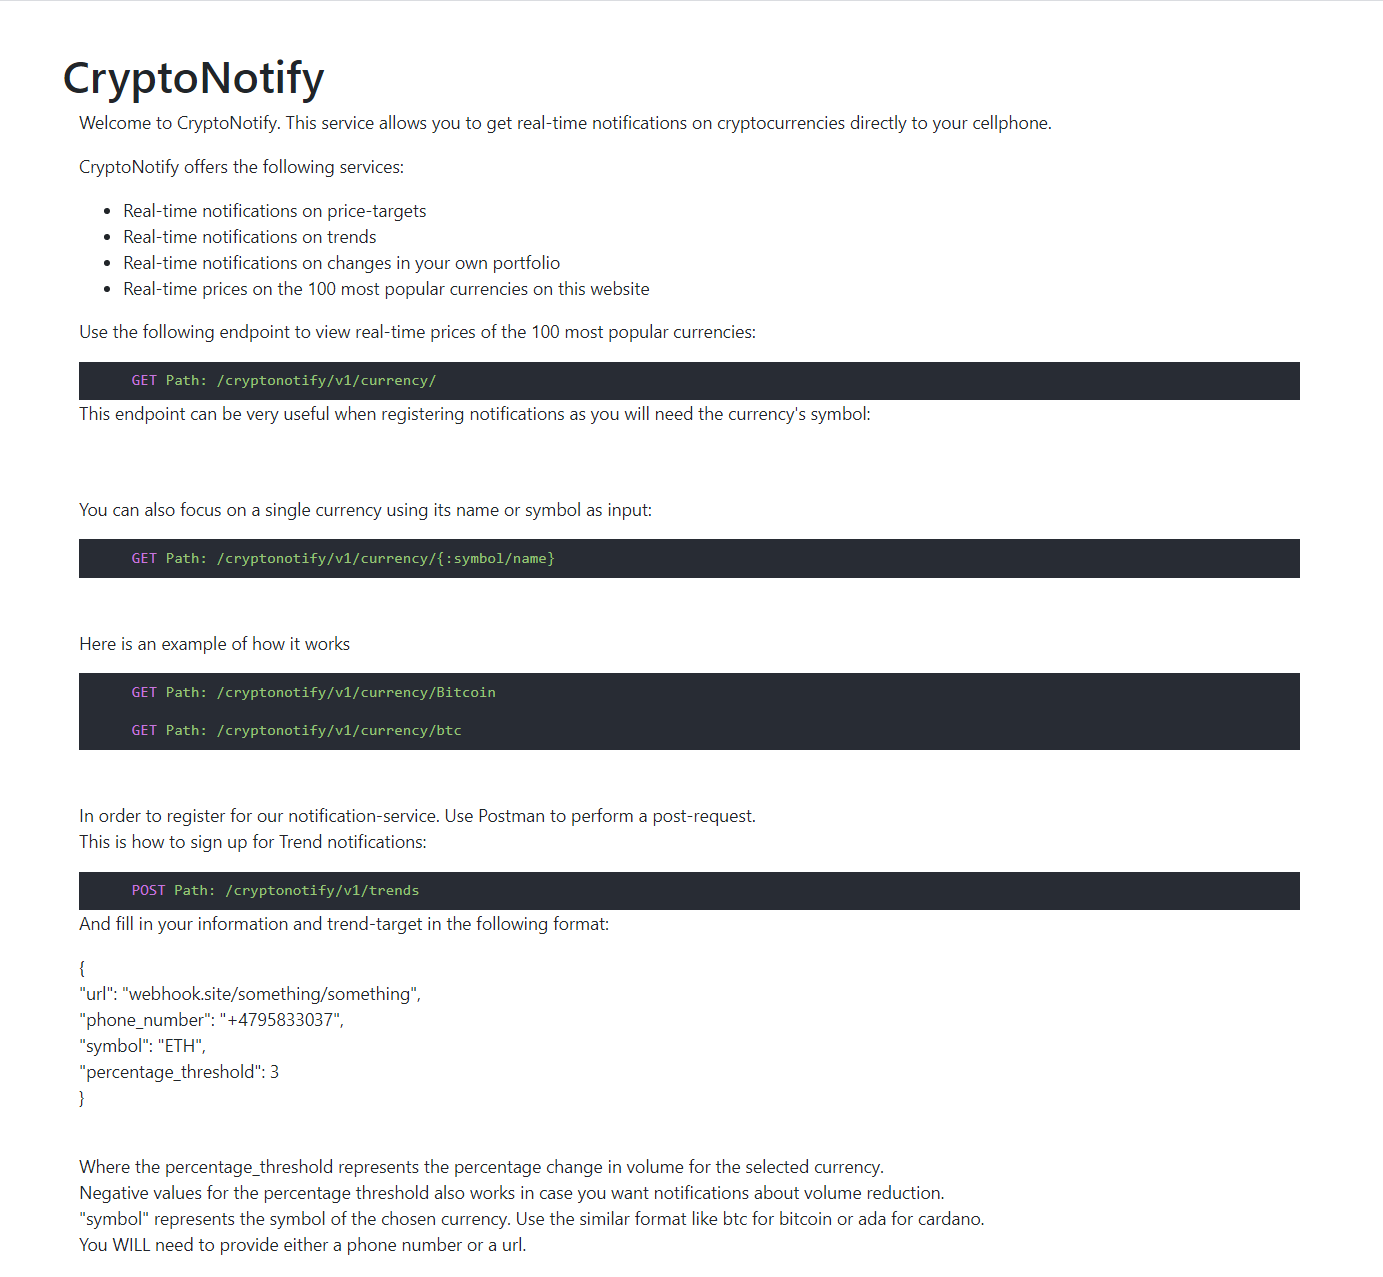 CryptoNotify
Welcome to CryptoNotify. This service allows you to get real-time notifications on cryptocurrencies directly to your cellphone.
CryptoNotify offers the following services:
• Real-time notifications on price-targets
• Real-time notifications on trends
• Real-time notifications on changes in your own portfolio
• Real-time prices on the 100 most popular currencies on this website
Use the following endpoint to view real-time prices of the 100 most popular currencies:
GET Path: /cryptonotify/v1/currency/
This endpoint can be very useful when registering notifications as you will need the currency's symbol:
You can also focus on a single currency using its name or symbol as input:
GET Path: /cryptonotify/v1/currency/{:symbol/name}
Here is an example of how it works
GET Path: /cryptonotify/v1/currency/Bitcoin
GET Path: /cryptonotify/v1/currency/btc
In order to register for our notification-service. Use Postman to perform a post-request.
This is how to sign up for Trend notifications:
POST Path: /cryptonotify/v1/trends
And fill in your information and trend-target in the following format:
{
"url": "webhook.site/something/something",
"phone_number": "+4795833037",
"symbol": "ETH",
"percentage_threshold": 3
}
Where the percentage_threshold represents the percentage change in volume for the selected currency.
Negative values for the percentage threshold also works in case you want notifications about volume reduction.
"symbol" represents the symbol of the chosen currency. Use the similar format like btc for bitcoin or ada for cardano.
You WILL need to provide either a phone number or a url.